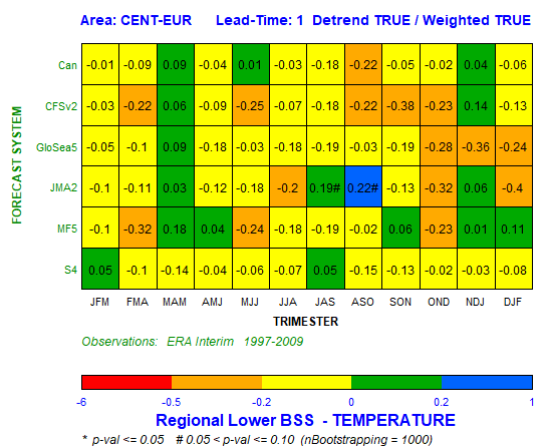 Area: CENT-EUR Lead-Time: 1 Detrend TRUE / Weighted TRUE
FORECAST SYSTEM
Can -0.01 -0.09 0.09 -0.04 0.01 -0.03 -0.18 -0.22 -0.05 -0.02 0.04 -0.06
CFSv2 -0.03 -0.22 0.06 -0.09 -0.25 -0.07 -0.18 -0.22 -0.38 -0.23 0.14 -0.13
GloSea5 -0.05 -0.1 0.09 -0.18 -0.03 -0.18 -0.19 -0.03 -0.19 -0.28 -0.36 -0.24
JMA2 -0.1 -0.11 0.03 -0.12 -0.18 -0.2 0.19# 0.22# -0.13 -0.32 0.06 -0.4
MF5 -0.1 -0.32 0.18 0.04 -0.24 -0.18 -0.19 -0.02 0.06 -0.23 0.01 0.11
S4 0.05 -0.1 -0.14 -0.04 -0.06 -0.07 0.05 -0.15 -0.13 -0.02 -0.03 -0.08
JFM FMA MAM AMJ MJJ JJA JAS ASO SON OND NDJ DJF
TRIMESTER
Observations: ERA Interim 1997-2009
-6 -0.5 -0.2 0 0.2 1
Regional Lower BSS - TEMPERATURE
* p-val <= 0.05 # 0.05 < p-val <= 0.10 (nBootstrapping = 1000)